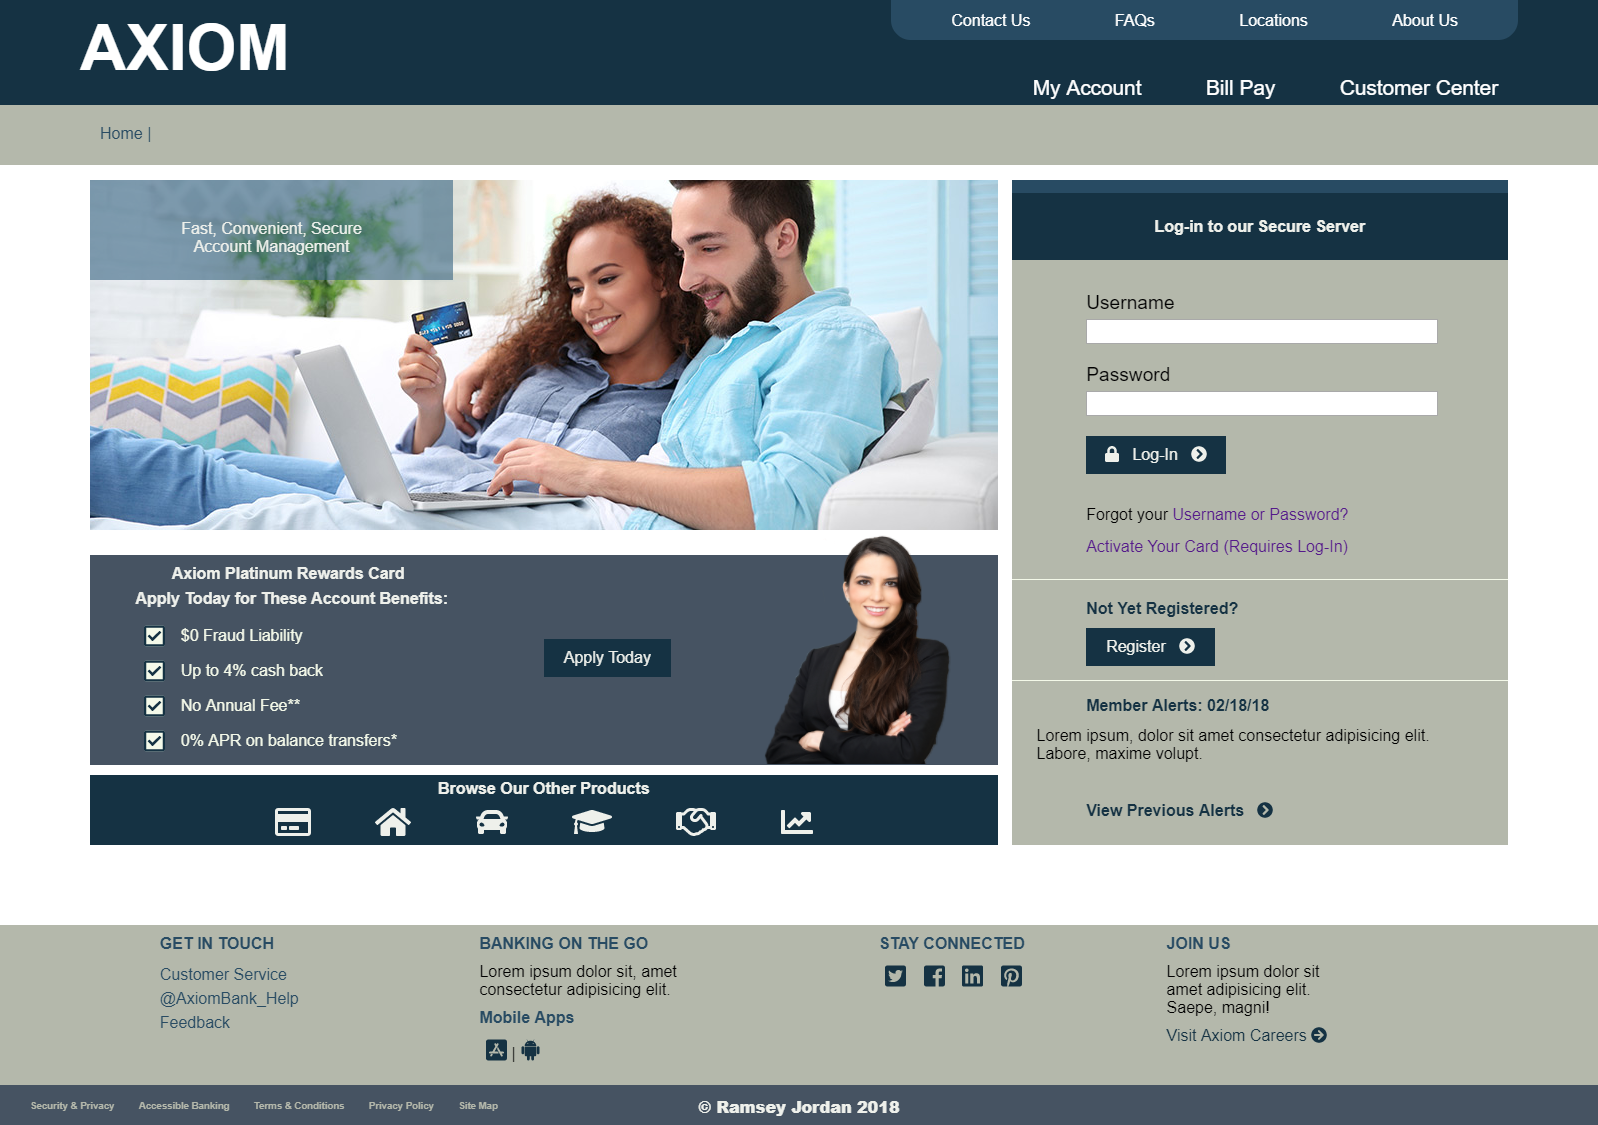 AXIOM
Contact Us
FAQs
Locations
About Us
My Account
Bill Pay
Customer Center
Home |
Fast, Convenient, Secure
Account Management
Log-in to our Secure Server
Username
Password
Log-In
Forgot your Username or Password?
Activate Your Card (Requires Log-In)
Not Yet Registered?
Register
Member Alerts: 02/18/18
Lorem ipsum, dolor sit amet consectetur adipisicing elit.
Labore, maxime volupt.
View Previous Alerts
Axiom Platinum Rewards Card
Apply Today for These Account Benefits:
$0 Fraud Liability
Up to 4% cash back
No Annual Fee**
0% APR on balance transfers*
Apply Today
Browse Our Other Products
GET IN TOUCH
Customer Service
@AxiomBank_Help
Feedback
BANKING ON THE GO
Lorem ipsum dolor sit, amet
consectetur adipisicing elit.
Mobile Apps
|
STAY CONNECTED
JOIN US
Lorem ipsum dolor sit
amet adipisicing elit.
Saepe, magni!
Visit Axiom Careers
Security & Privacy
Accessible Banking
Terms & Conditions
Privacy Policy
Site Map
© Ramsey Jordan 2018